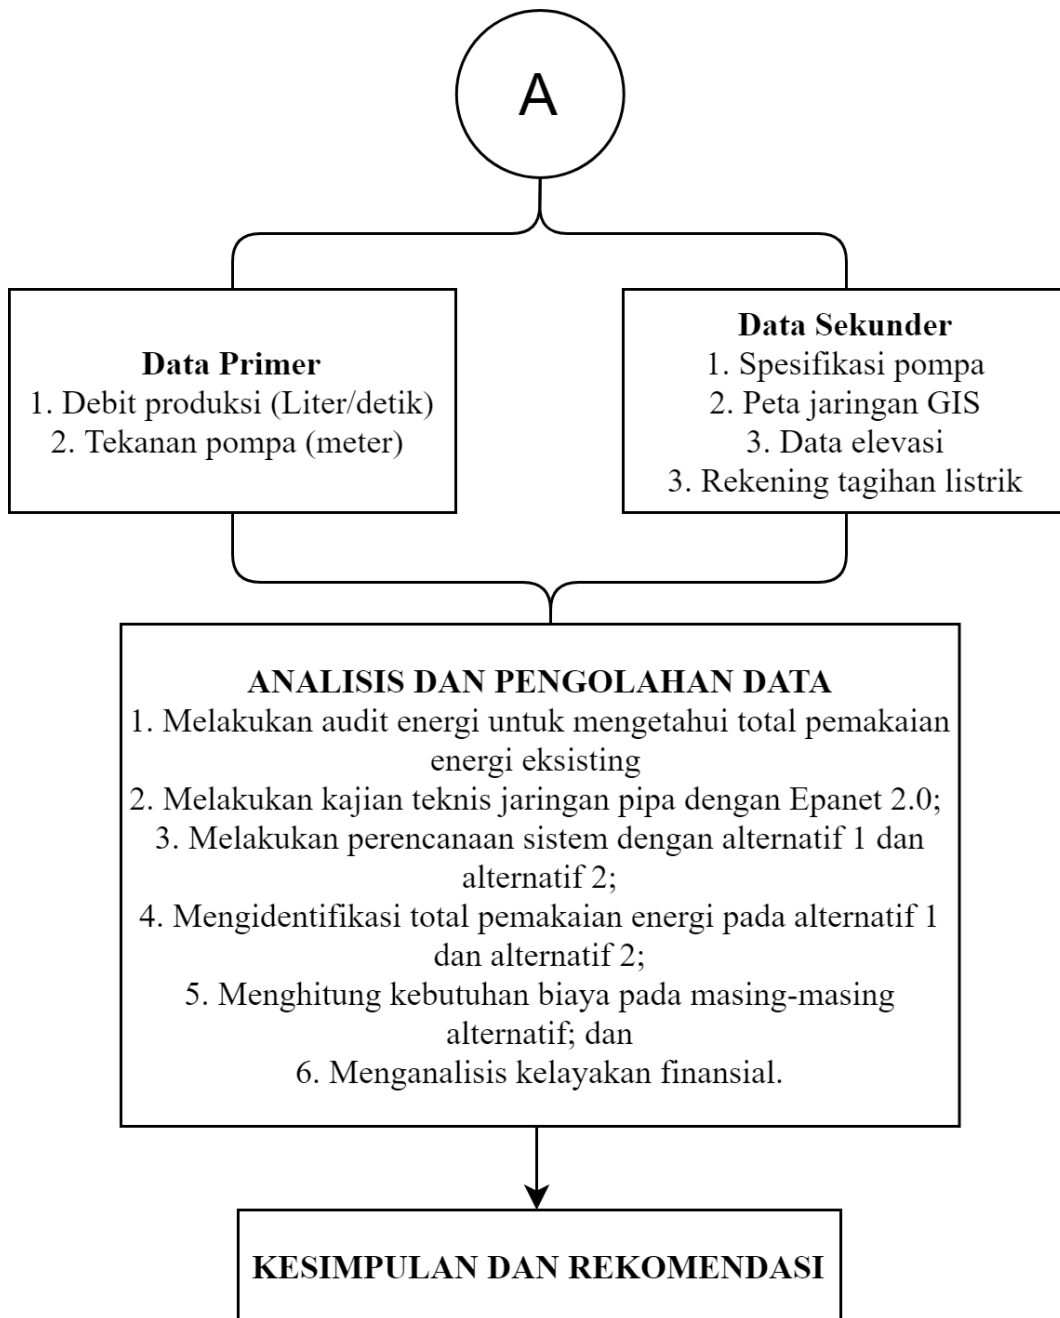 A
Data Primer
1. Debit produksi (Liter/detik)
2. Tekanan pompa (meter)
Data Sekunder
1. Spesifikasi pompa
2. Peta jaringan GIS
3. Data elevasi
3. Rekening tagihan listrik
ANALISIS DAN PENGOLAHAN DATA
1. Melakukan audit energi untuk mengetahui total pemakaian
energi eksisting
2. Melakukan kajian teknis jaringan pipa dengan Epanet 2.0;
3. Melakukan perencanaan sistem dengan alternatif 1 dan
alternatif 2;
4. Mengidentifikasi total pemakaian energi pada alternatif 1
dan alternatif 2;
5. Menghitung kebutuhan biaya pada masing-masing
alternatif; dan
6. Menganalisis kelayakan finansial.
KESIMPULAN DAN REKOMENDASI